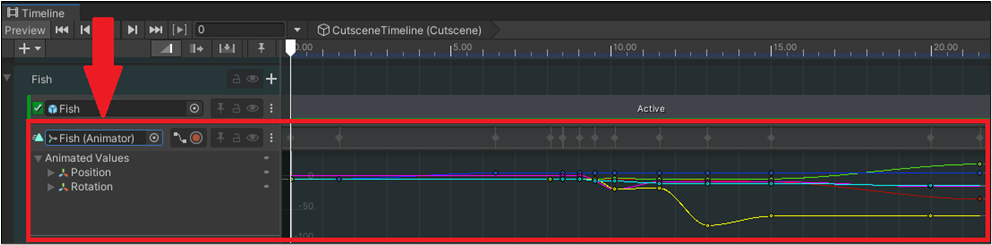 Timeline
Preview 0 CutsceneTimeline (Cutscene)
0.00 5.00 10.00 15.00 20.00
Fish
Fish Active
Fish (Animator)
Animated Values
Position 0
Rotation
-50
-100